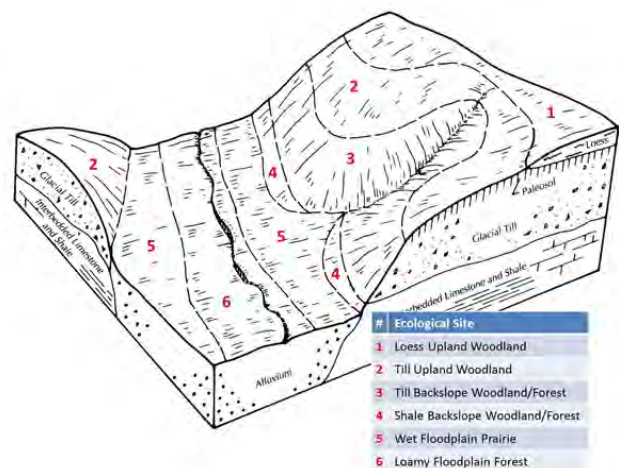 2
1
Loess
2
3
4
Paleosol
Glacial Till
Glacial Till
Interbedded Limestone
and Shale
5
5
4
Interbedded Limestone and Shale
6
Alluvium
# Ecological Site
1 Loess Upland Woodland
2 Till Upland Woodland
3 Till Backslope Woodland/Forest
4 Shale Backslope Woodland/Forest
5 Wet Floodplain Prairie
6 Loamy Floodplain Forest